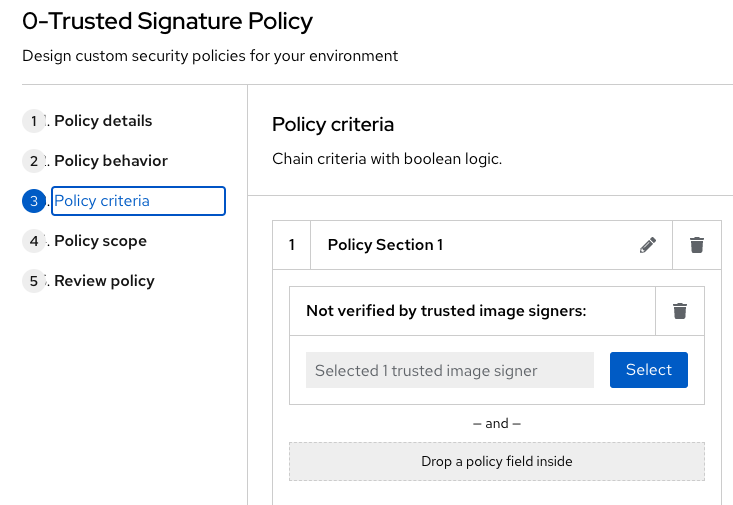 0-Trusted Signature Policy
Design custom security policies for your environment
1. Policy details
2. Policy behavior
3. Policy criteria
4. Policy scope
5. Review policy
Policy criteria
Chain criteria with boolean logic.
1 Policy Section 1
Not verified by trusted image signers:
Selected 1 trusted image signer Select
— and —
Drop a policy field inside